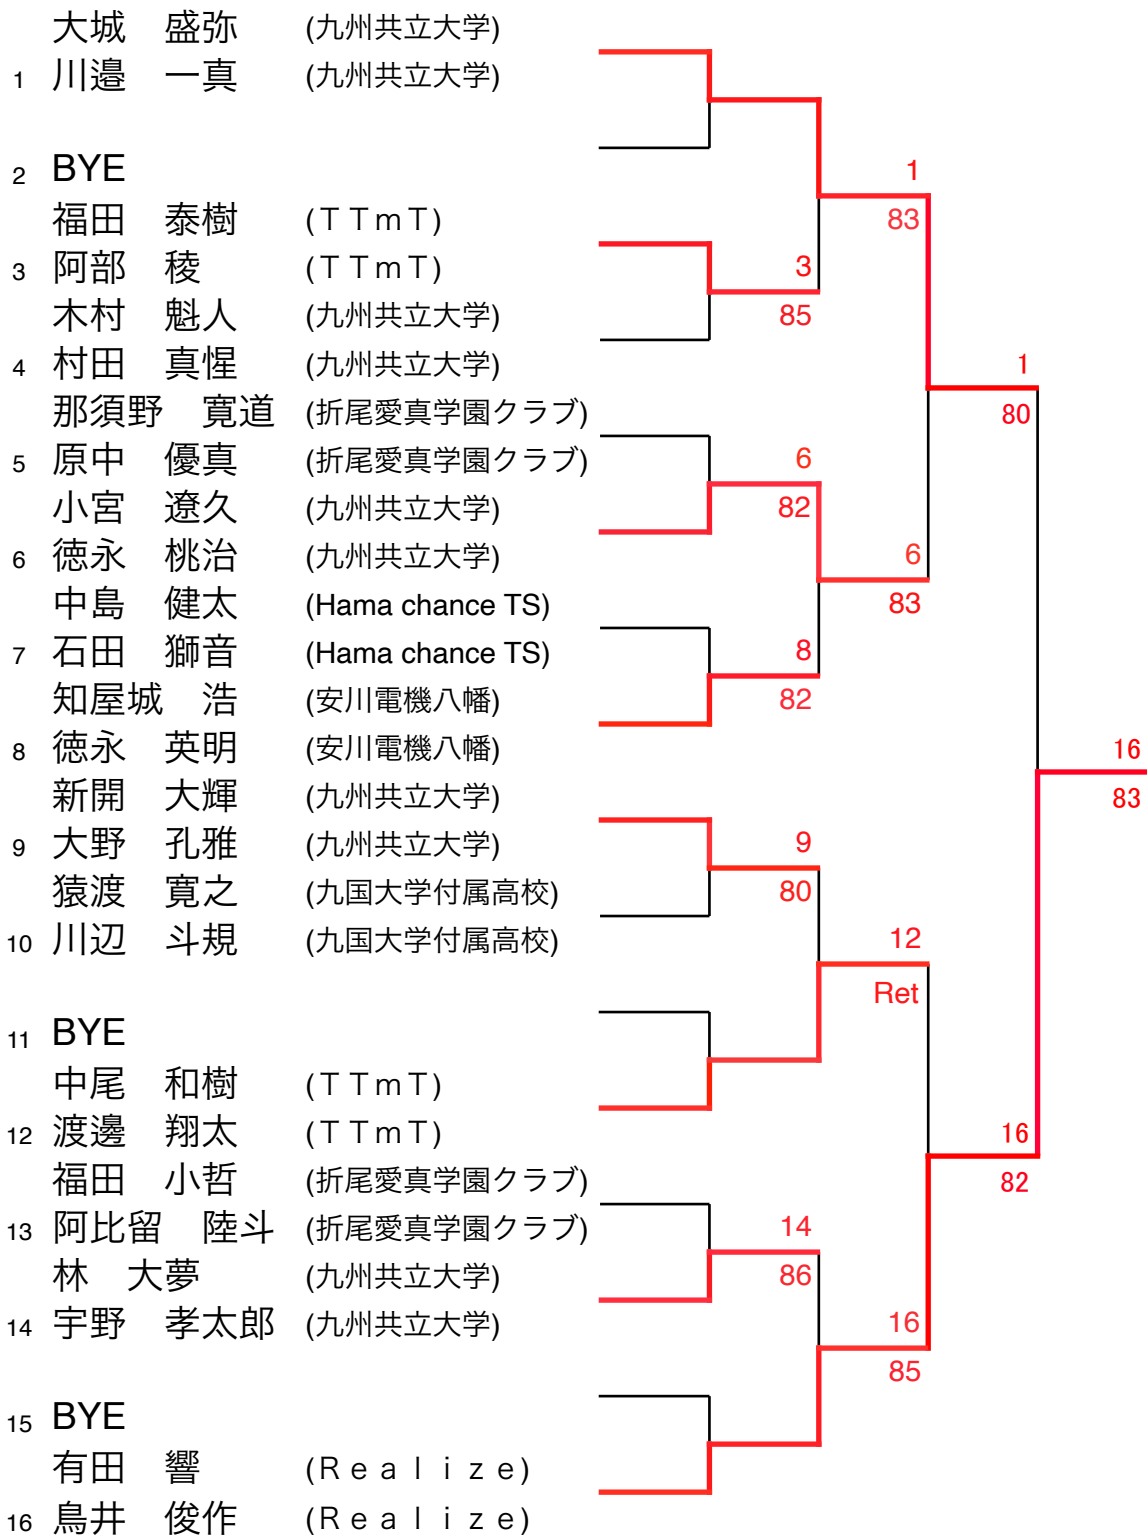 大城　盛弥　(九州共立大学)
1 川邉　一真　(九州共立大学)
2 BYE
福田　泰樹　(ＴＴｍＴ)
3 阿部　稜　(ＴＴｍＴ)
木村　魁人　(九州共立大学)
4 村田　真惺　(九州共立大学)
那須野　寛道　(折尾愛真学園クラブ)
5 原中　優真　(折尾愛真学園クラブ)
小宮　遼久　(九州共立大学)
6 徳永　桃治　(九州共立大学)
中島　健太　(Hama chance TS)
7 石田　獅音　(Hama chance TS)
知屋城　浩　(安川電機八幡)
8 徳永　英明　(安川電機八幡)
新開　大輝　(九州共立大学)
9 大野　孔雅　(九州共立大学)
猿渡　寛之　(九国大学付属高校)
10 川辺　斗規　(九国大学付属高校)
11 BYE
中尾　和樹　(ＴＴｍＴ)
12 渡邊　翔太　(ＴＴｍＴ)
福田　小哲　(折尾愛真学園クラブ)
13 阿比留　陸斗　(折尾愛真学園クラブ)
林　大夢　(九州共立大学)
14 宇野　孝太郎　(九州共立大学)
15 BYE
有田　響　(Ｒｅａｌｉｚｅ)
16 鳥井　俊作　(Ｒｅａｌｉｚｅ)
3
85
6
82
8
82
9
80
14
86
1
83
6
83
12
Ret
16
85
1
80
16
82
16
83